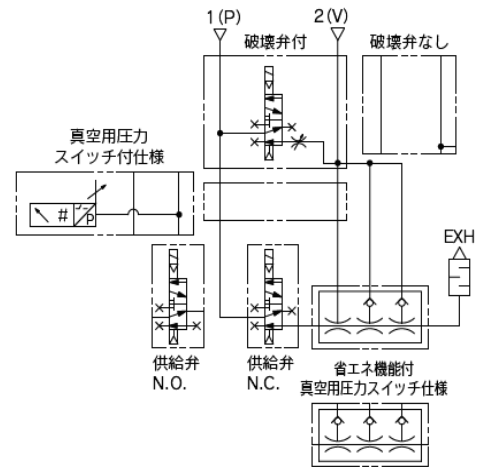 1(P)
2(V)
破壊弁付
破壊弁なし
真空用圧力
スイッチ付仕様
#
P
EXH
供給弁
N.O.
供給弁
N.C.
省エネ機能付
真空用圧力スイッチ仕様